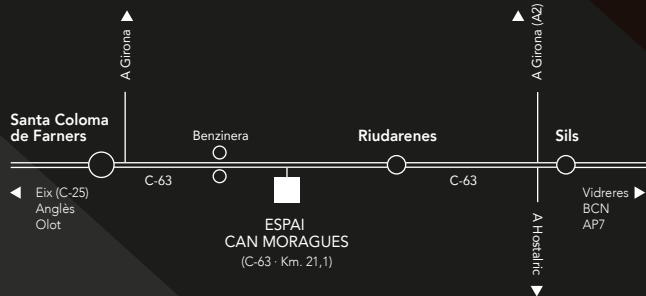 A Girona
A Girona (A2)
Santa Coloma
de Farners
Benzinera
Riudarenes
Sils
C-63
C-63
Eix (C-25)
Anglès
Olot
Vidreres
BCN
AP7
ESPAI
CAN MORAGUES
(C-63 · Km. 21,1)
A Hostalric